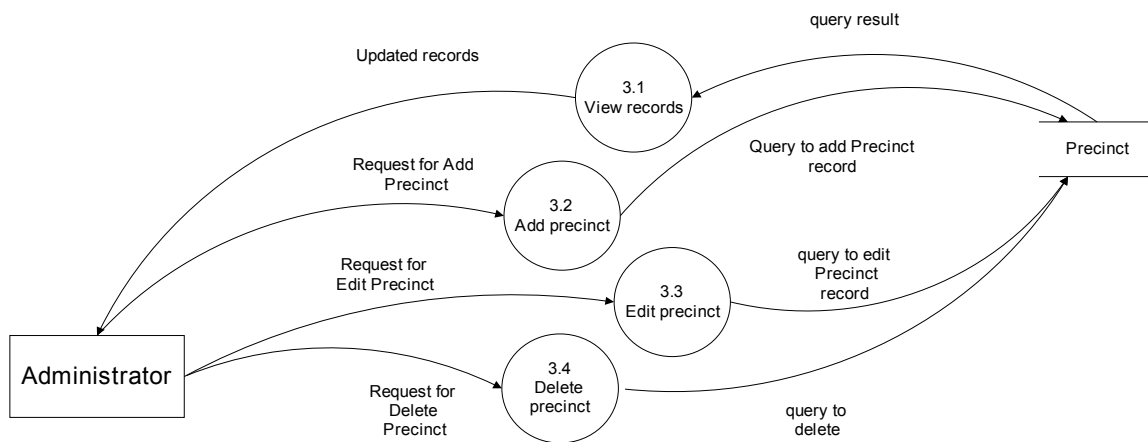 query result
Updated records
3.1
View records
Precinct
Query to add Precinct
record
Request for Add
Precinct
3.2
Add precinct
Request for
Edit Precinct
query to edit
Precinct
record
3.3
Edit precinct
Administrator
3.4
Delete
precinct
Request for
Delete
Precinct
query to
delete